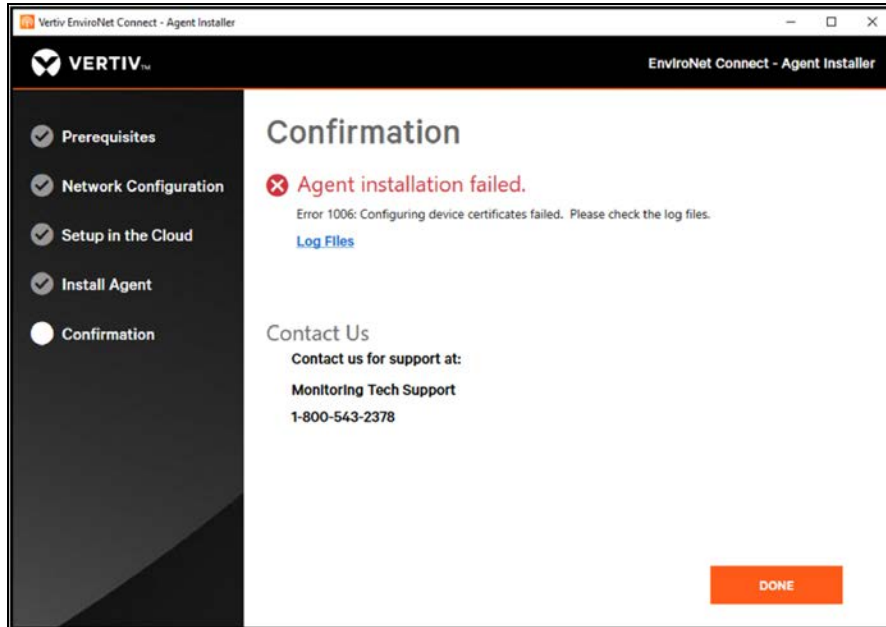 Vertiv EnviroNet Connect - Agent Installer
VERTIV™
EnviroNet Connect - Agent Installer
Prerequisites
Network Configuration
Setup in the Cloud
Install Agent
Confirmation
Confirmation
Agent installation failed.
Error 1006: Configuring device certificates failed. Please check the log files.
Log Files
Contact Us
Contact us for support at:
Monitoring Tech Support
1-800-543-2378
DONE